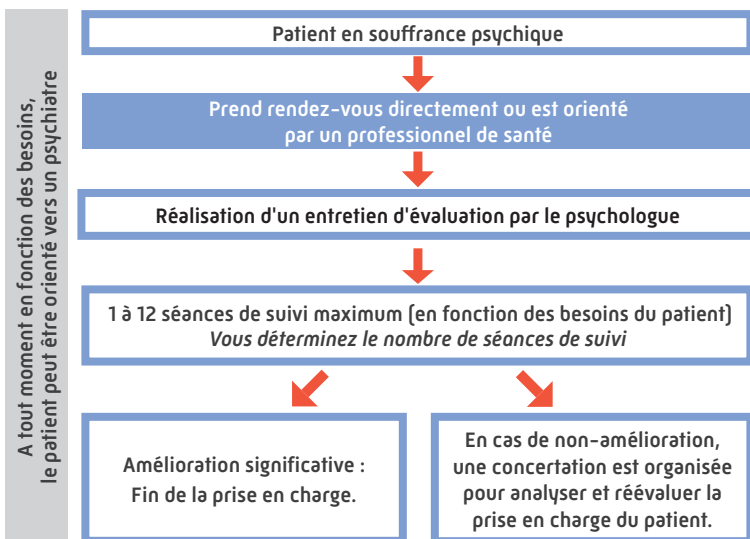 A tout moment en fonction des besoins,
le patient peut être orienté vers un psychiatre
Patient en souffrance psychique
Prend rendez-vous directement ou est orienté
par un professionnel de santé
Réalisation d'un entretien d'évaluation par le psychologue
1 à 12 séances de suivi maximum (en fonction des besoins du patient)
Vous déterminez le nombre de séances de suivi
Amélioration significative :
Fin de la prise en charge.
En cas de non-amélioration,
une concertation est organisée
pour analyser et réévaluer la
prise en charge du patient.